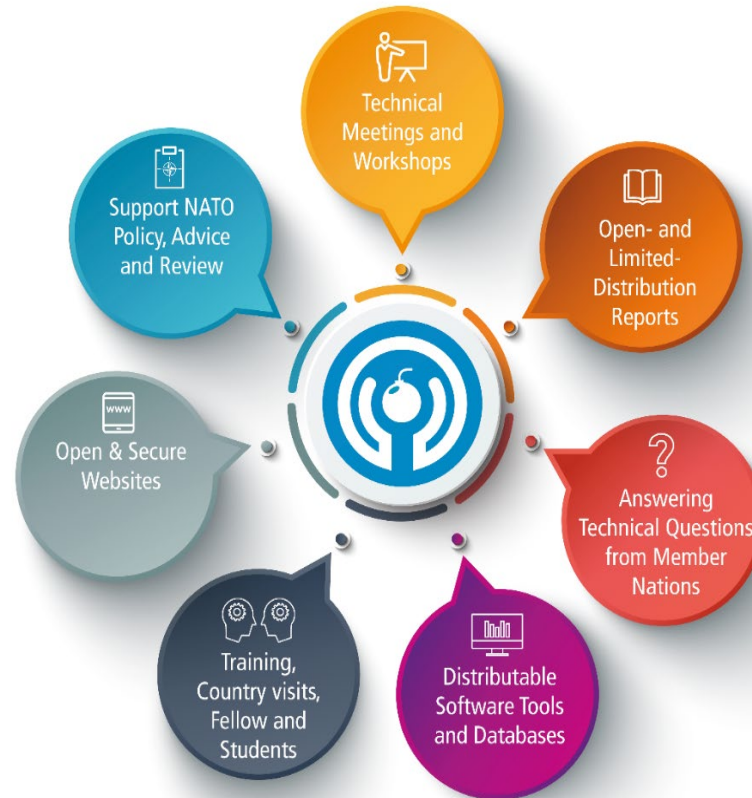 Technical
Meetings and
Workshops
Support NATO
Policy, Advice
and Review
Open- and
Limited-
Distribution
Reports
www
Open & Secure
Websites
Answering
Technical Questions
from Member
Nations
Training,
Country visits,
Fellow and
Students
Distributable
Software Tools
and Databases